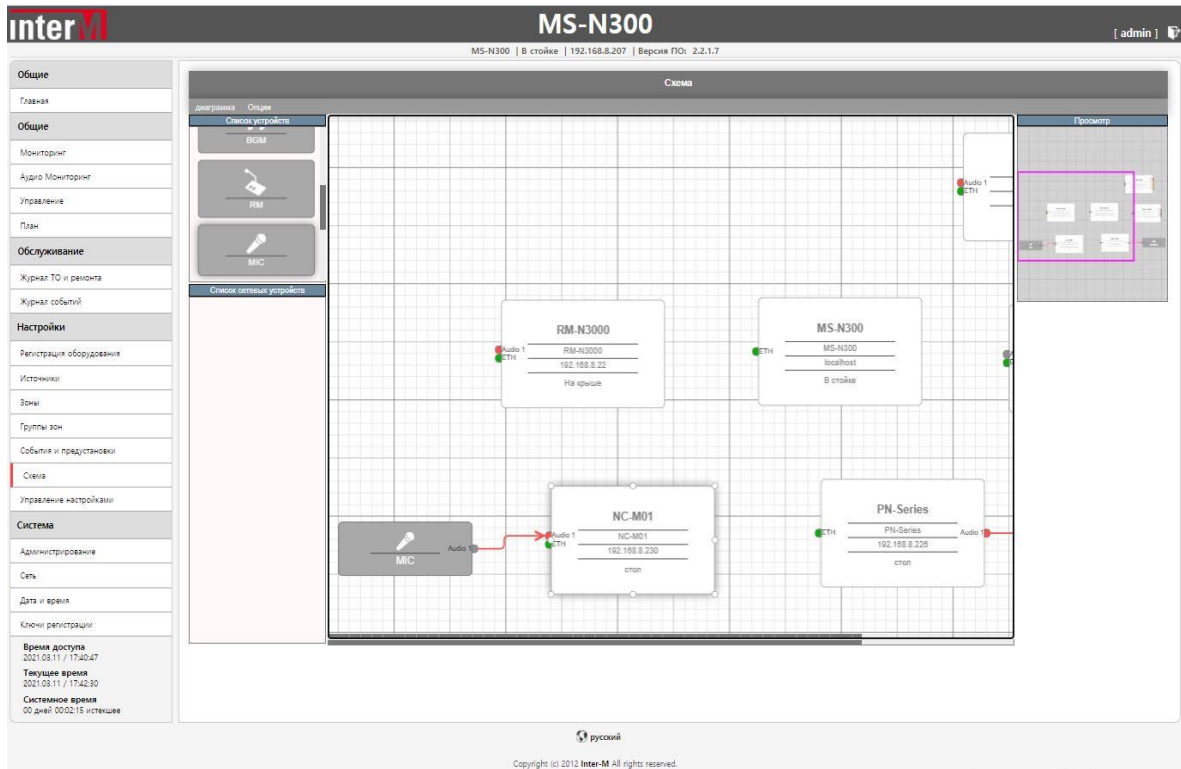 inter M
MS-N300
[ admin ]
MS-N300 | В стойке | 192.168.8.207 | Версия ПО: 2.2.1.7
Общие
Главная
Общие
Мониторинг
Аудио Мониторинг
Управление
План
Обслуживание
Журнал ТО и ремонта
Журнал событий
Настройки
Регистрация оборудования
Источники
Зоны
Группы зон
События и предустановки
Схема
Управление настройками
Система
Администрирование
Сеть
Дата и время
Ключи регистрации
Время доступа
2021.03.11 / 17:40:47
Текущее время
2021.03.11 / 17:42:30
Системное время
00 дней 00:02:15 истекшее
Схема
диаграмма Опции
Список устройств
BGM
RM
MIC
Список сетевых устройств
Audio 1
ETH
RM-N3000
Audio 1
ETH
RM-N3000
192.168.8.22
На крыше
MS-N300
ETH
MS-N300
localhost
В стойке
MIC
Audio 1
NC-M01
Audio 1
ETH
NC-M01
192.168.8.230
стол
PN-Series
ETH
PN-Series
Audio 1
192.168.8.226
стол
Просмотр
русский
Copyright (c) 2012 Inter-M All rights reserved.